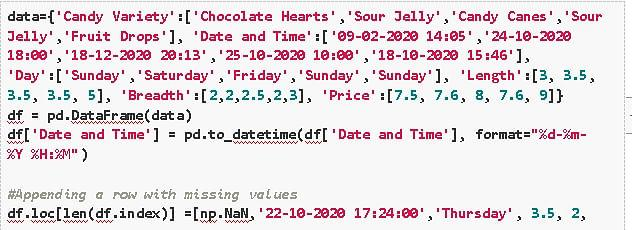 data={'Candy Variety':['Chocolate Hearts','Sour Jelly','Candy Canes','Sour
Jelly','Fruit Drops'], 'Date and Time':['09-02-2020 14:05','24-10-2020
18:00','18-12-2020 20:13','25-10-2020 10:00','18-10-2020 15:46'],
'Day':['Sunday','Saturday','Friday','Sunday','Sunday'], 'Length':[3, 3.5,
3.5, 3.5, 5], 'Breadth':[2,2,2.5,2,3], 'Price':[7.5, 7.6, 8, 7.6, 9]}
df = pd.DataFrame(data)
df['Date and Time'] = pd.to_datetime(df['Date and Time'], format="%d-%m-
%Y %H:%M")
#Appending a row with missing values
df.loc[len(df.index)] =[np.NaN,'22-10-2020 17:24:00','Thursday', 3.5, 2,